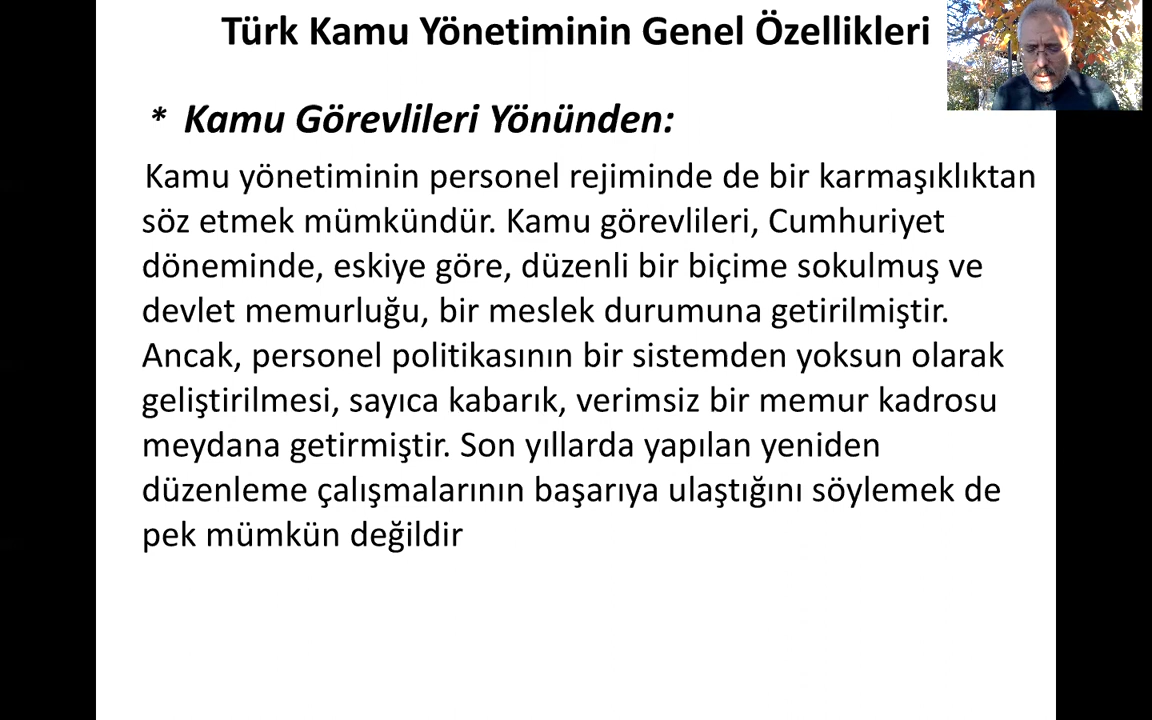 Türk Kamu Yönetiminin Genel Özellikleri
* Kamu Görevlileri Yönünden:
Kamu yönetiminin personel rejiminde de bir karmaşıklıktan
söz etmek mümkündür. Kamu görevlileri, Cumhuriyet
döneminde, eskiye göre, düzenli bir biçime sokulmuş ve
devlet memurluğu, bir meslek durumuna getirilmiştir.
Ancak, personel politikasının bir sistemden yoksun olarak
geliştirilmesi, sayıca kabarık, verimsiz bir memur kadrosu
meydana getirmiştir. Son yıllarda yapılan yeniden
düzenleme çalışmalarının başarıya ulaştığını söylemek de
pek mümkün değildir